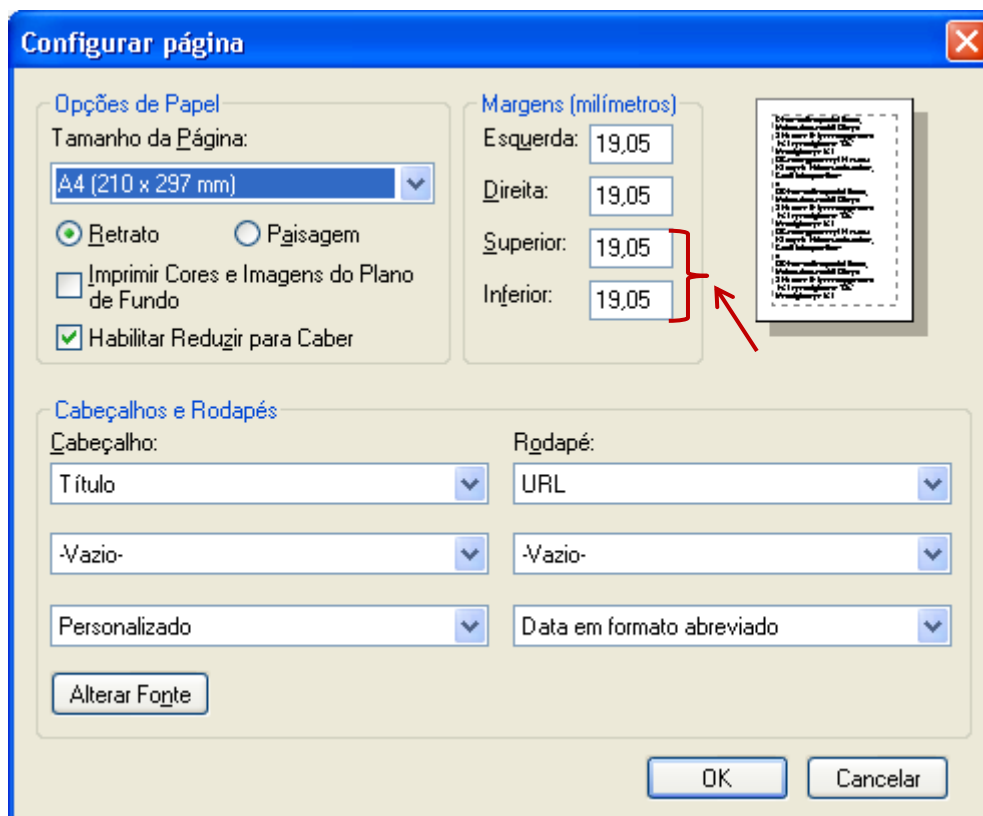 Configurar página
Opções de Papel
Tamanho da Página:
A4 (210 x 297 mm)
Retrato
Paisagem
Imprimir Cores e Imagens do Plano
de Fundo
Habilitar Reduzir para Caber
Margens (milímetros)
Esquerda: 19,05
Direita: 19,05
Superior: 19,05
Inferior: 19,05
Cabeçalhos e Rodapés
Cabeçalho:
Rodapé:
Título
URL
-Vazio-
-Vazio-
Personalizado
Data em formato abreviado
Alterar Fonte
OK
Cancelar